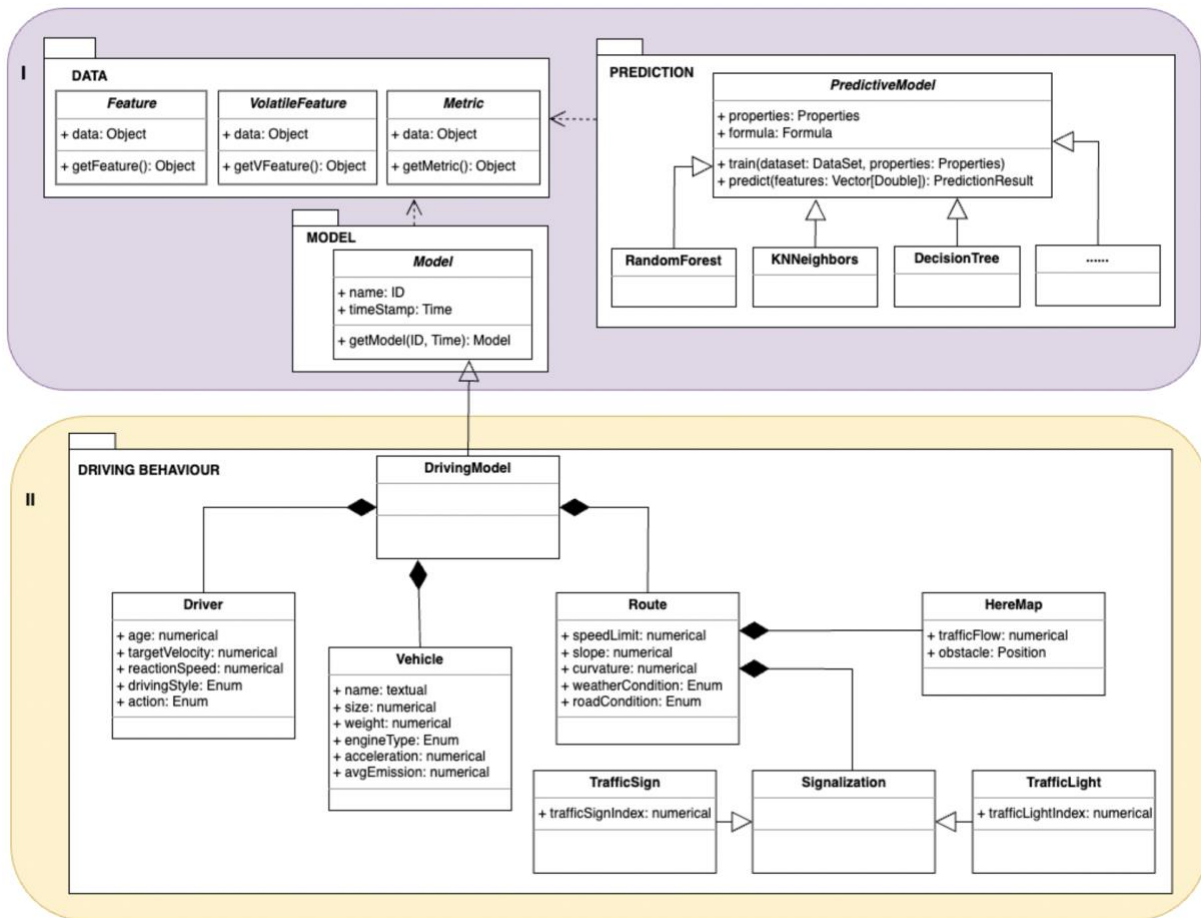 I
DATA
Feature
+ data: Object
+ getFeature(): Object
VolatileFeature
+ data: Object
+ getVFeature(): Object
Metric
+ data: Object
+ getMetric(): Object
PREDICTION
PredictiveModel
+ properties: Properties
+ formula: Formula
+ train(dataset: DataSet, properties: Properties)
+ predict(features: Vector[Double]): PredictionResult
RandomForest
KNNeighbors
DecisionTree
......
MODEL
Model
+ name: ID
+ timeStamp: Time
+ getModel(ID, Time): Model
II
DRIVING BEHAVIOUR
DrivingModel
Driver
+ age: numerical
+ targetVelocity: numerical
+ reactionSpeed: numerical
+ drivingStyle: Enum
+ action: Enum
Vehicle
+ name: textual
+ size: numerical
+ weight: numerical
+ engineType: Enum
+ acceleration: numerical
+ avgEmission: numerical
Route
+ speedLimit: numerical
+ slope: numerical
+ curvature: numerical
+ weatherCondition: Enum
+ roadCondition: Enum
HereMap
+ trafficFlow: numerical
+ obstacle: Position
TrafficSign
+ trafficSignIndex: numerical
Signalization
TrafficLight
+ trafficLightIndex: numerical